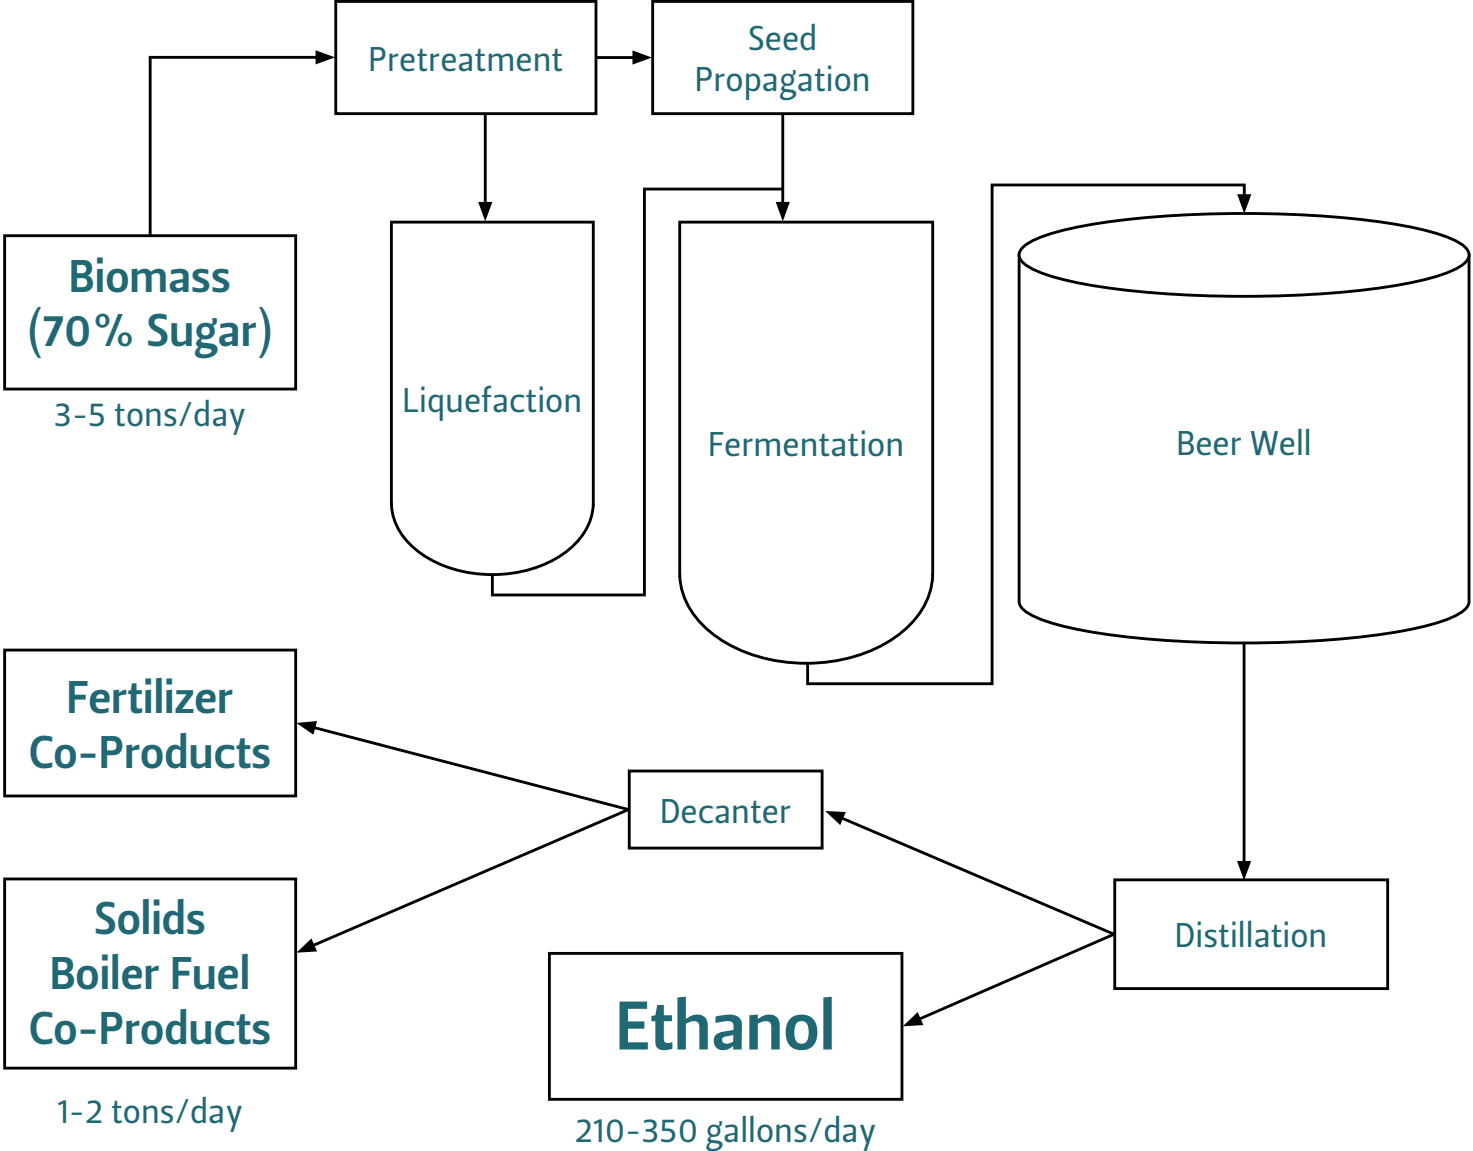 Pretreatment
Seed
Propagation
Biomass
(70% Sugar)
3-5 tons/day
Liquefaction
Fermentation
Beer Well
Fertilizer
Co-Products
Decanter
Solids
Boiler Fuel
Co-Products
1-2 tons/day
Distillation
Ethanol
210-350 gallons/day